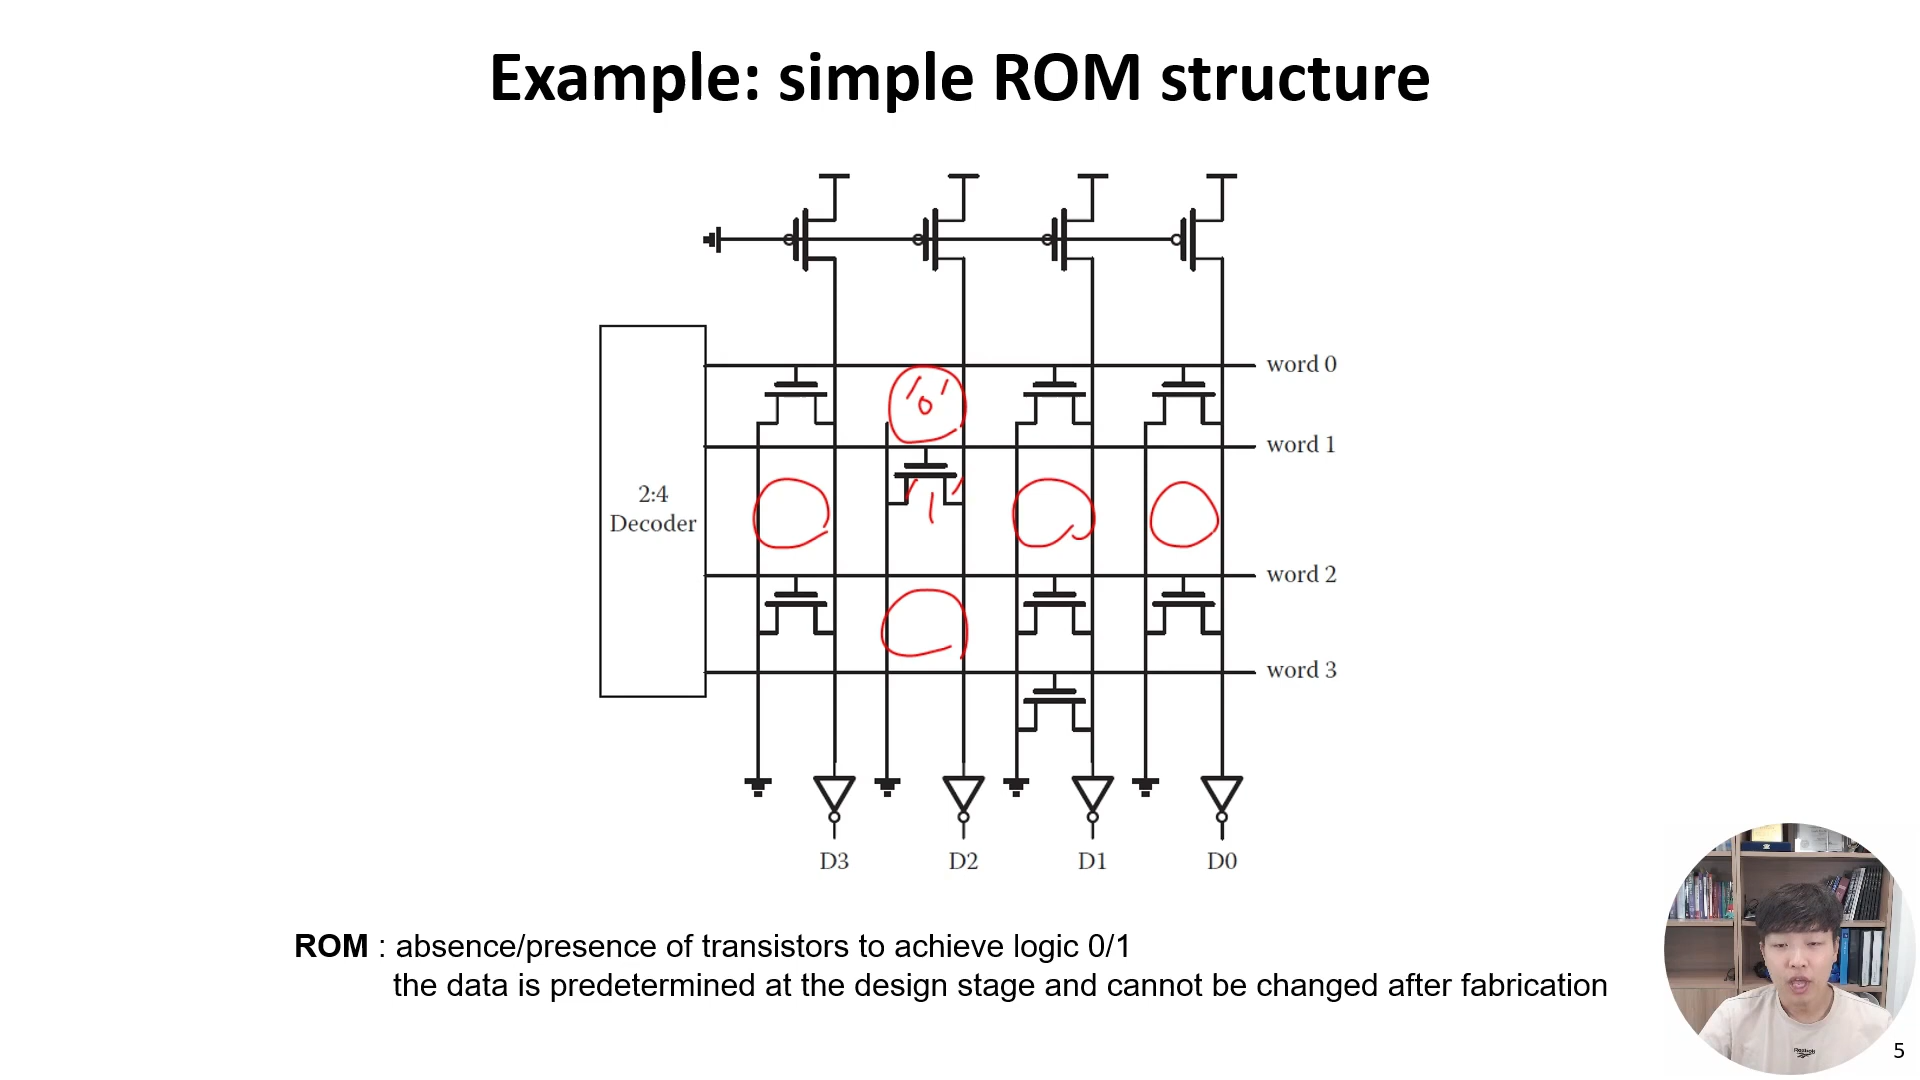 Example: simple ROM structure
word 0
'0'
word 1
2:4
Decoder
'1'
word 2
word 3
D3 D2 D1 D0
ROM : absence/presence of transistors to achieve logic 0/1
the data is predetermined at the design stage and cannot be changed after fabrication
Reebok
5